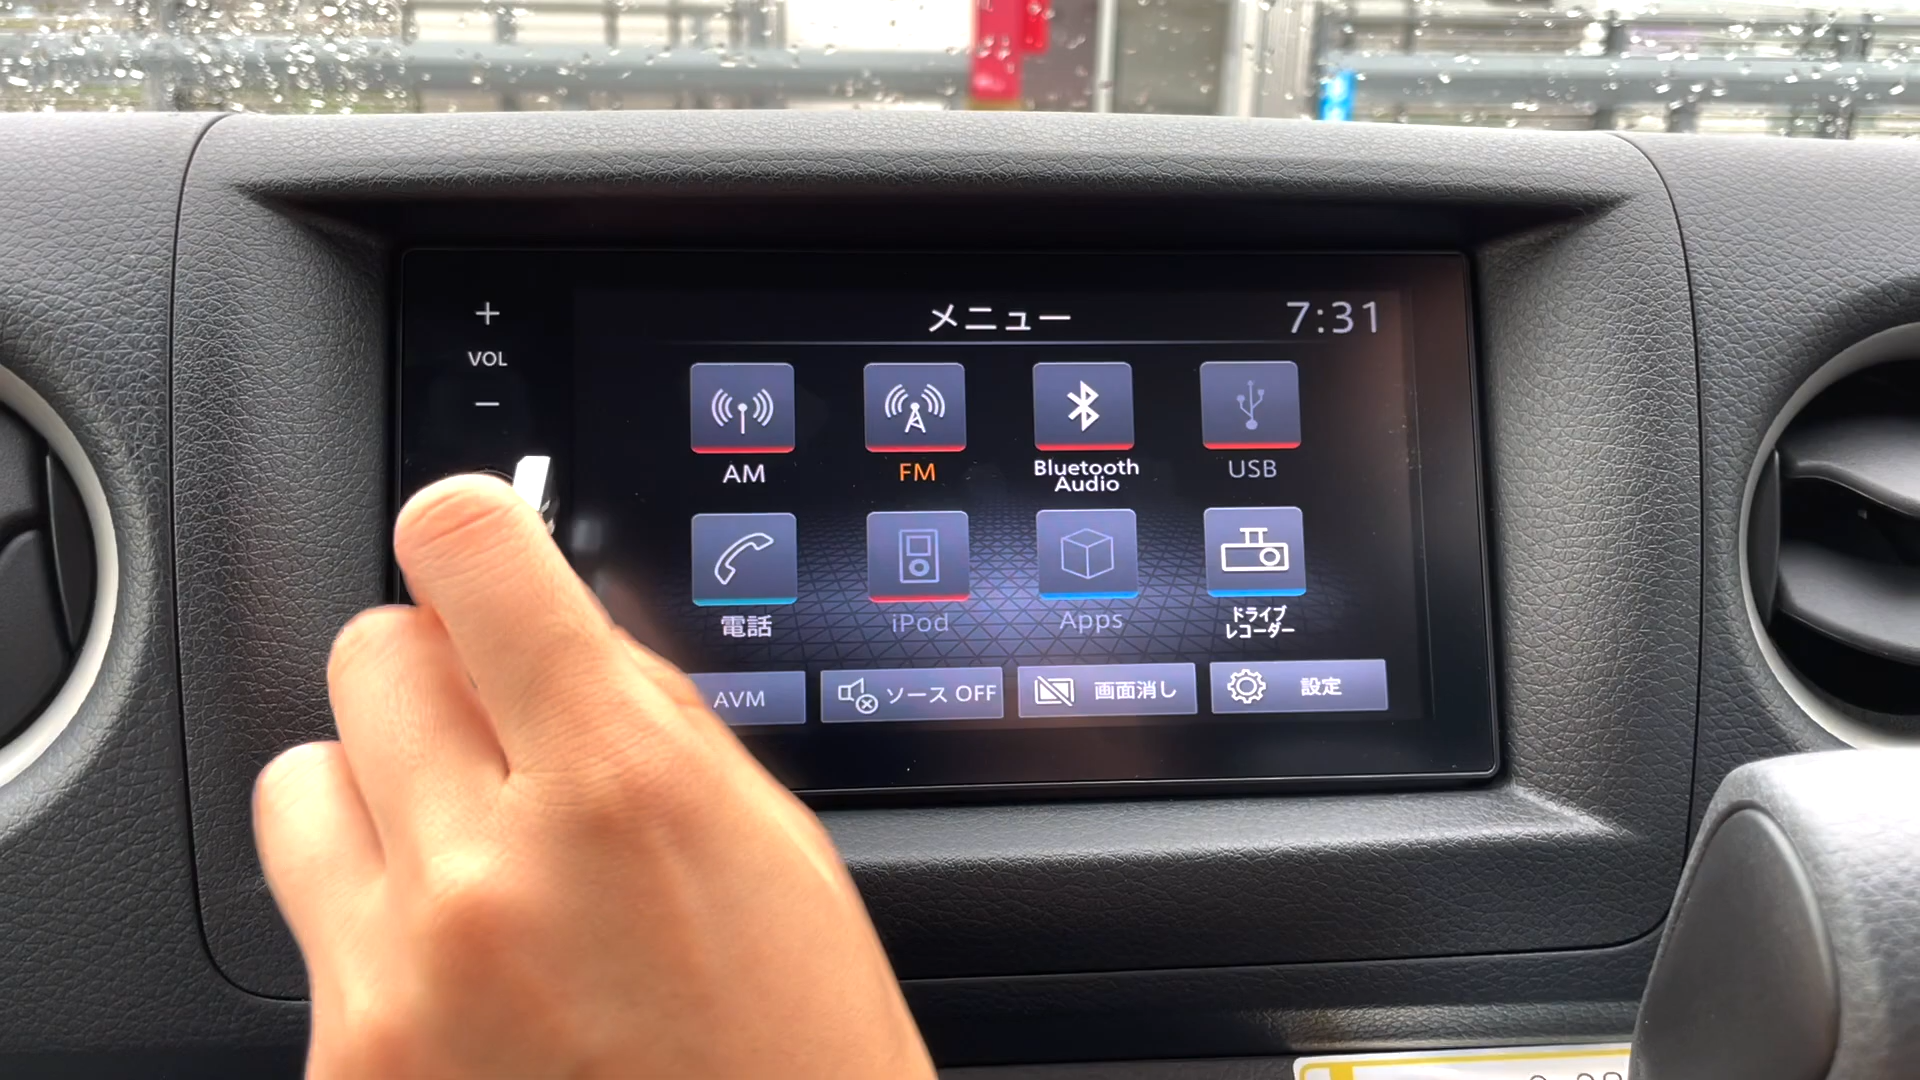 +
VOL
−
メニュー
7:31
AM
FM
Bluetooth
Audio
USB
電話
iPod
Apps
ドライブ
レコーダー
AVM
ソース OFF
画面消し
設定